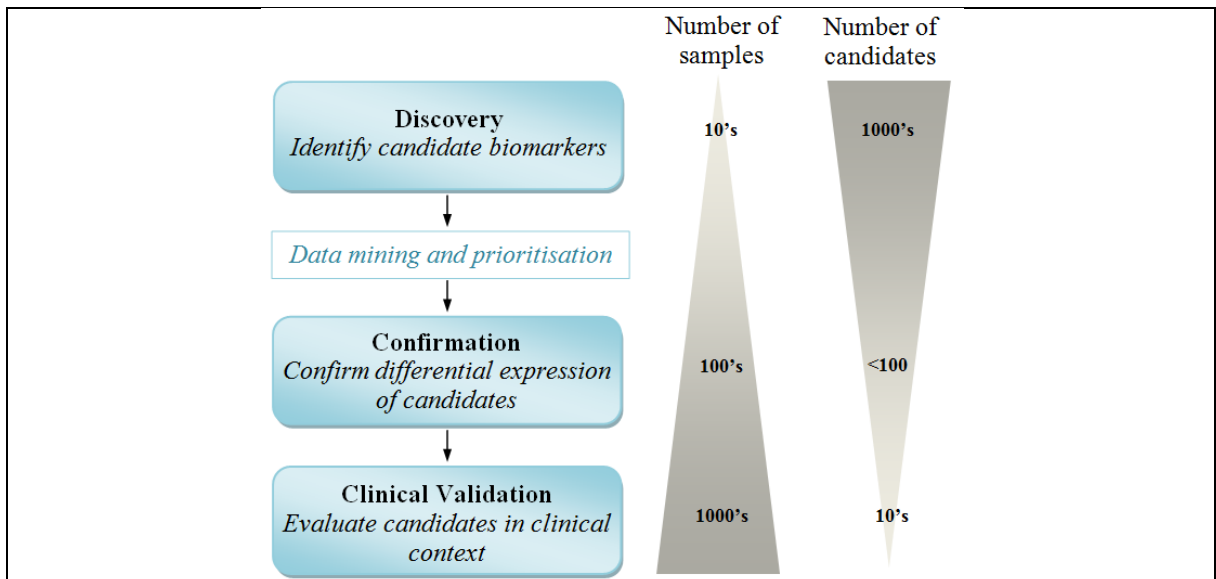 Number of
samples
Number of
candidates
Discovery
Identify candidate biomarkers
10’s
1000’s
Data mining and prioritisation
Confirmation
Confirm differential expression
of candidates
100’s
<100
Clinical Validation
Evaluate candidates in clinical
context
1000’s
10’s